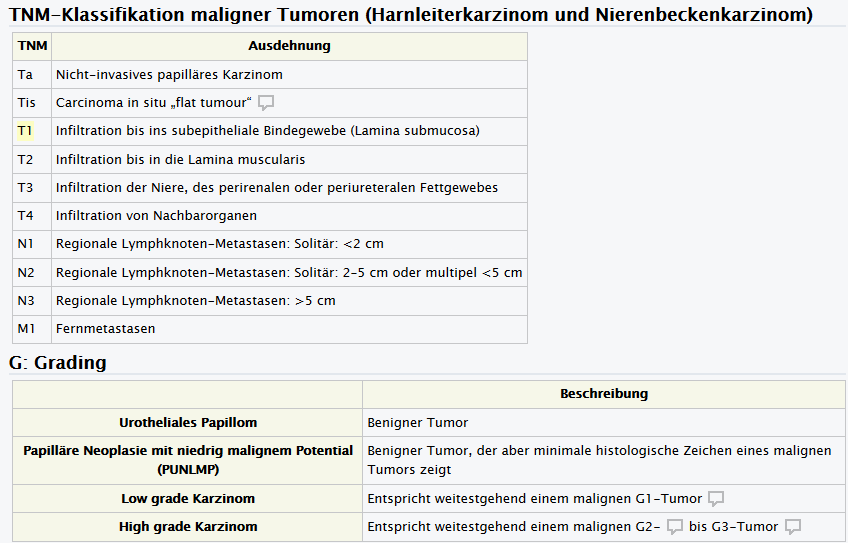 TNM-Klassifikation maligner Tumoren (Harnleiterkarzinom und Nierenbeckenkarzinom)
TNM Ausdehnung
Ta Nicht-invasives papilläres Karzinom
Tis Carcinoma in situ „flat tumour“
T1 Infiltration bis ins subepitheliale Bindegewebe (Lamina submucosa)
T2 Infiltration bis in die Lamina muscularis
T3 Infiltration der Niere, des perirenalen oder periureteralen Fettgewebes
T4 Infiltration von Nachbarorganen
N1 Regionale Lymphknoten-Metastasen: Solitär: <2 cm
N2 Regionale Lymphknoten-Metastasen: Solitär: 2-5 cm oder multipel <5 cm
N3 Regionale Lymphknoten-Metastasen: >5 cm
M1 Fernmetastasen
G: Grading
Beschreibung
Urotheliales Papillom Benigner Tumor
Papilläre Neoplasie mit niedrig malignem Potential Benigner Tumor, der aber minimale histologische Zeichen eines malignen
(PUNLMP) Tumors zeigt
Low grade Karzinom Entspricht weitestgehend einem malignen G1-Tumor
High grade Karzinom Entspricht weitestgehend einem malignen G2- bis G3-Tumor